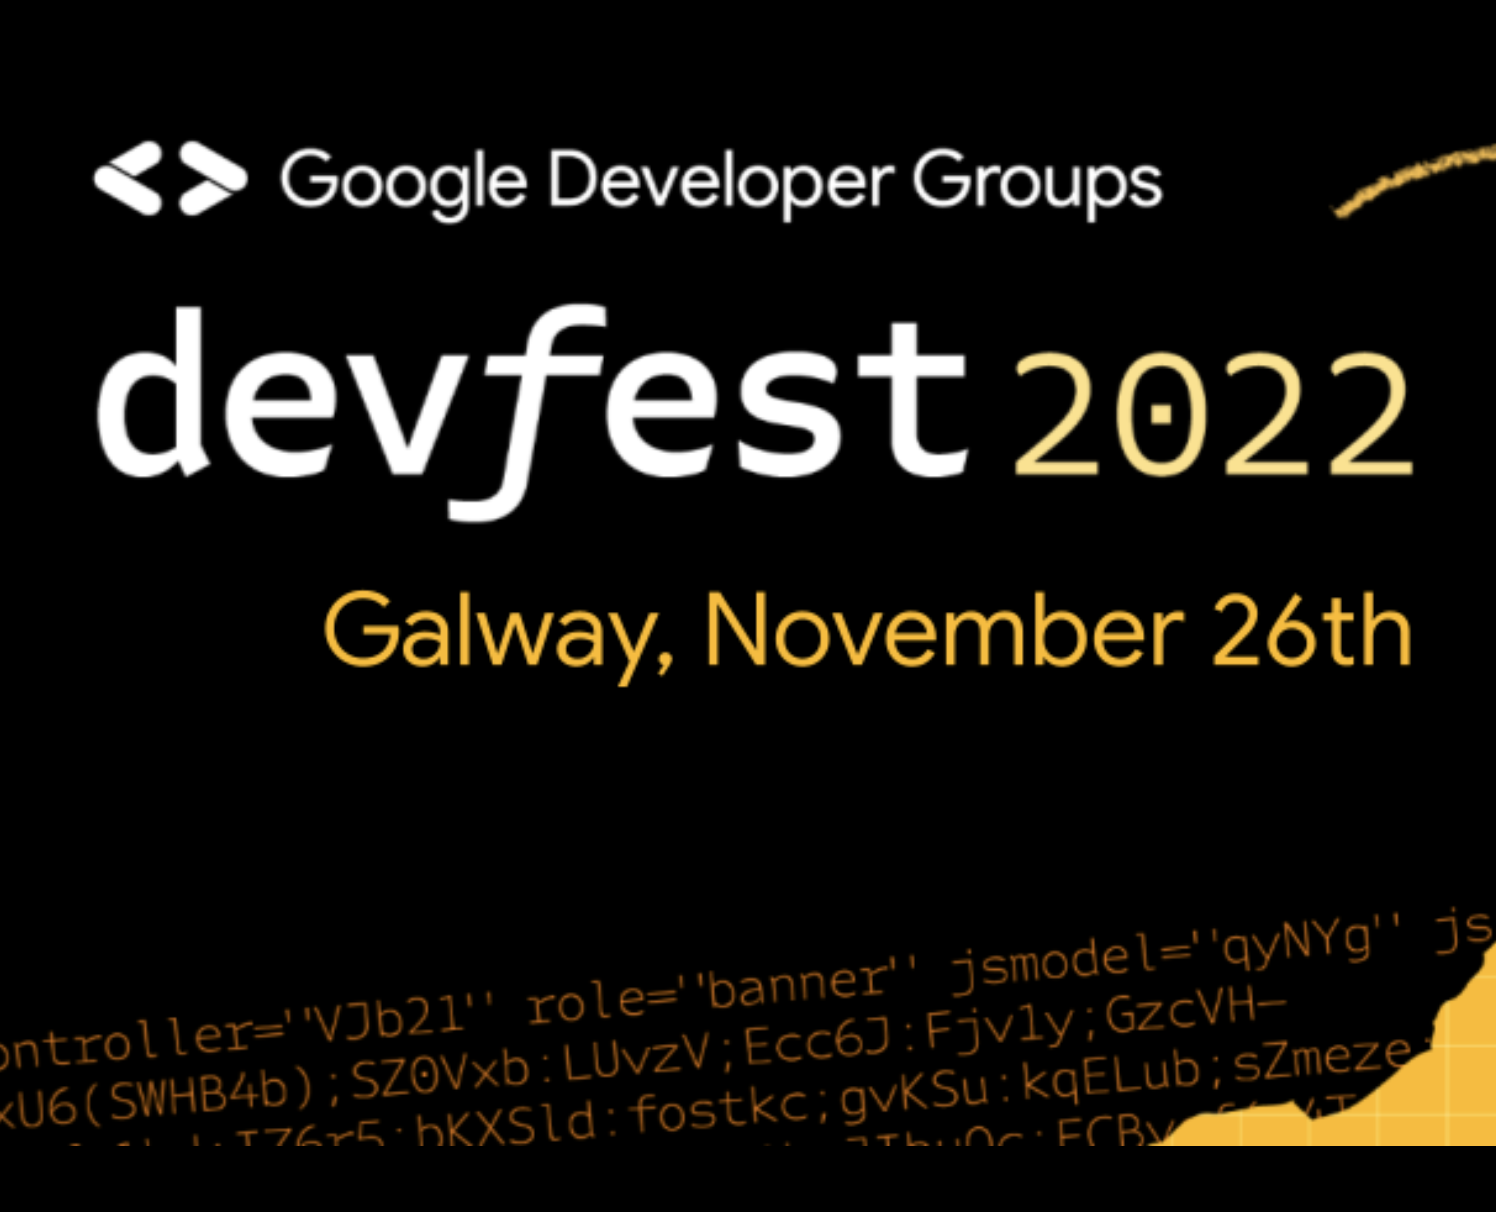 Google Developer Groups
devfest 2022
Galway, November 26th
ontroller="VJb21" role="banner" jsmodel="qyNYg" js
xU6(SWHB4b);SZ0Vxb:LUvzV;Ecc6J:Fjv1y;GzcVH–
bKXSld:fostkc;gvKSu:kqELub;sZmeze;